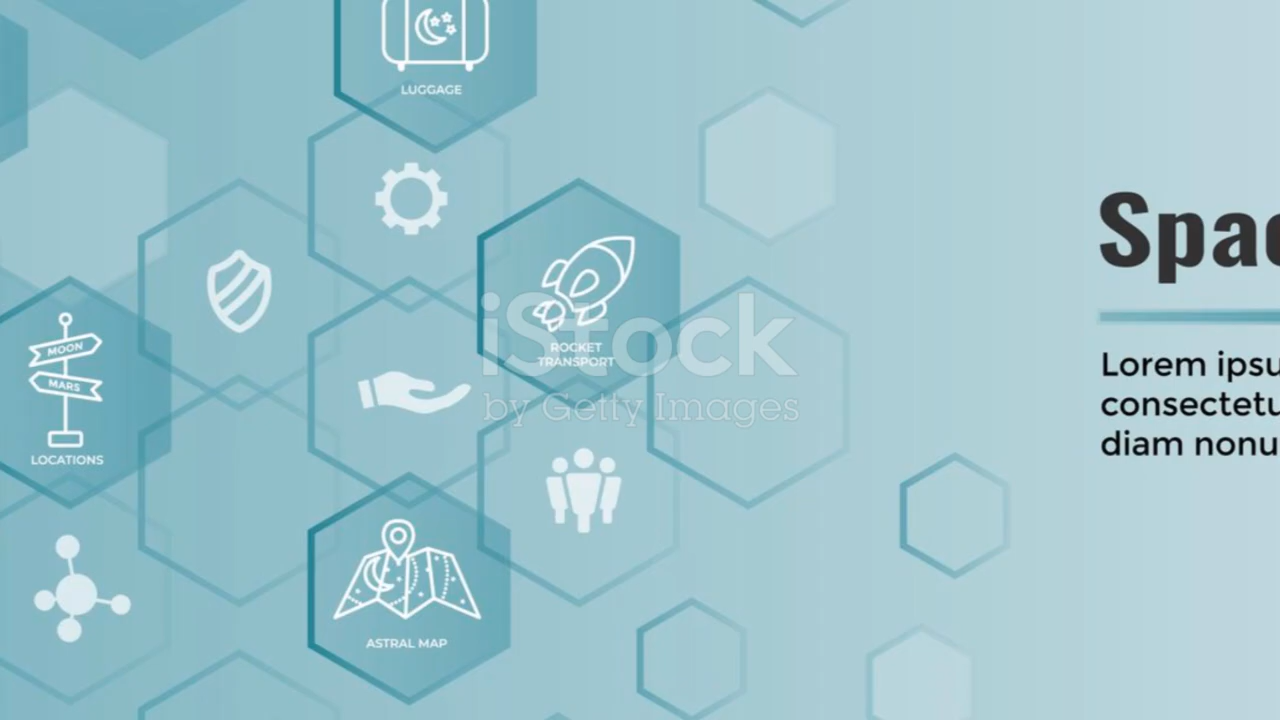 LUGGAGE
Spac
ROCKET
TRANSPORT
iStock
by Getty Images
MOON
MARS
LOCATIONS
Lorem ipsu
consectetu
diam nonu
ASTRAL MAP